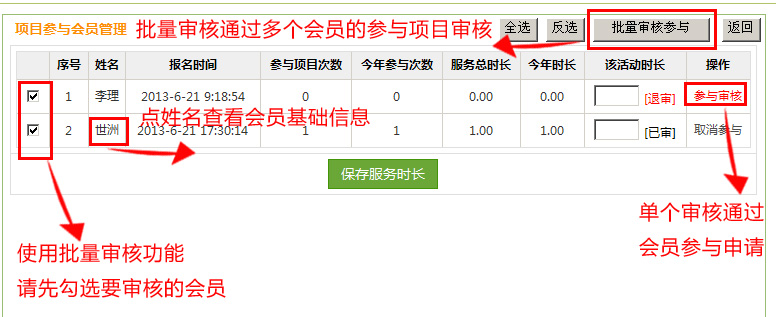 项目参与会员管理 批量审核通过多个会员的参与项目审核 全选 反选 批量审核参与 返回
序号 姓名 报名时间 参与项目次数 今年参与次数 服务总时长 今年时长 该活动时长 操作
1 李理 2013-6-21 9:18:54 0 0 0.00 0.00 [退审] 参与审核
2 世洲 2013-6-21 17:30:14 1 1 1.00 1.00 [已审] 取消参与
点姓名查看会员基础信息
保存服务时长
单个审核通过
会员参与申请
使用批量审核功能
请先勾选要审核的会员